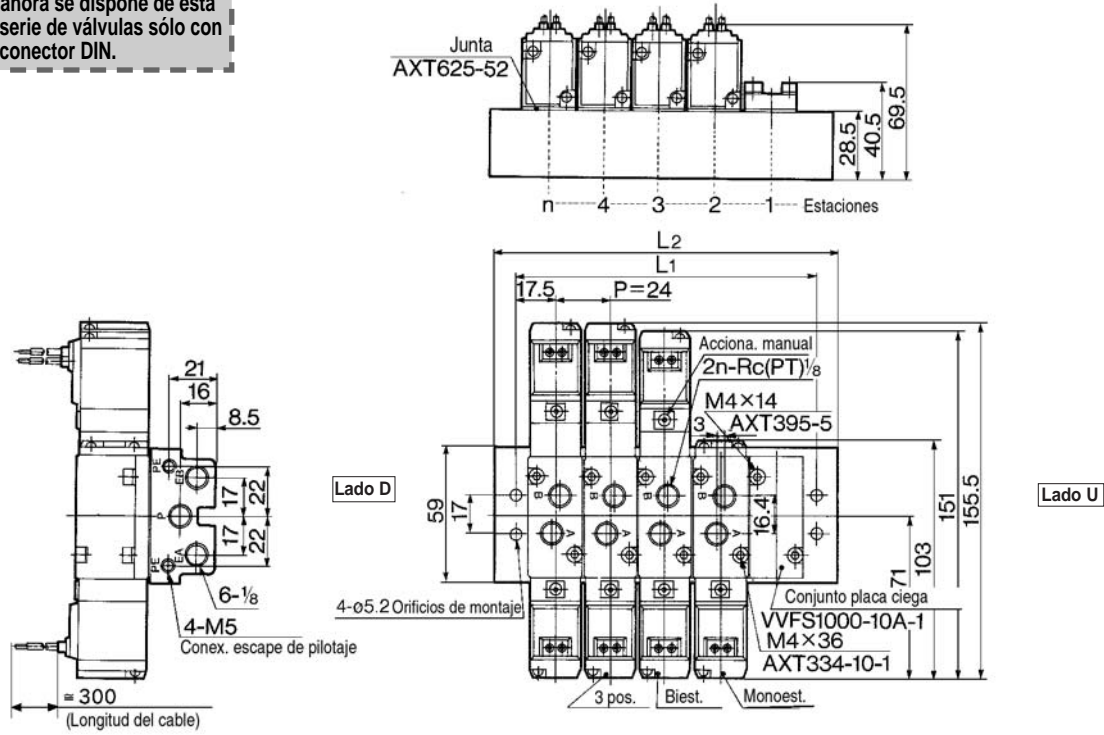 ahora se dispone de esta
serie de válvulas sólo con
conector DIN.
Junta
AXT625-52
28.5
40.5
69.5
n 4 3 2 1 Estaciones
L2
L1
17.5
P=24
Acciona. manual
2n-Rc(PT)⅛
M4×14
3
AXT395-5
21
16
8.5
PE
EB
P
EA
PE
17
22
17
22
6-⅛
4-M5
Conex. escape de pilotaje
≅ 300
(Longitud del cable)
Lado D
59
17
B
B
B
B
A
A
A
A
16.4
71
103
151
155.5
Lado U
4-ø5.2 Orificios de montaje
Conjunto placa ciega
VVFS1000-10A-1
M4×36
AXT334-10-1
3 pos.
Biest.
Monoest.